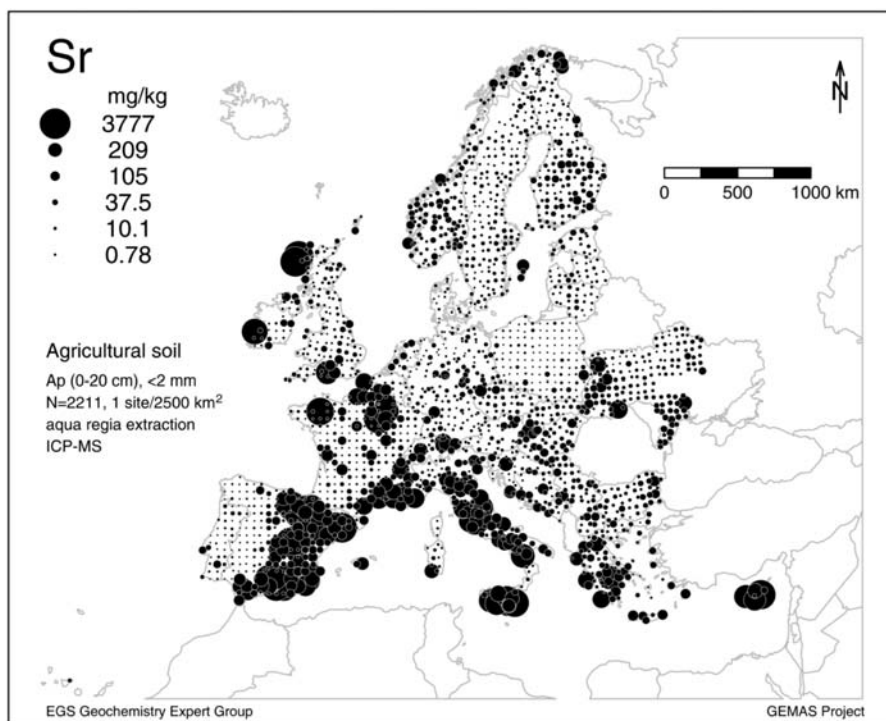 Sr
mg/kg
3777
209
105
37.5
10.1
0.78
N
0 500 1000 km
Agricultural soil
Ap (0-20 cm), <2 mm
N=2211, 1 site/2500 km²
aqua regia extraction
ICP-MS
EGS Geochemistry Expert Group
GEMAS Project